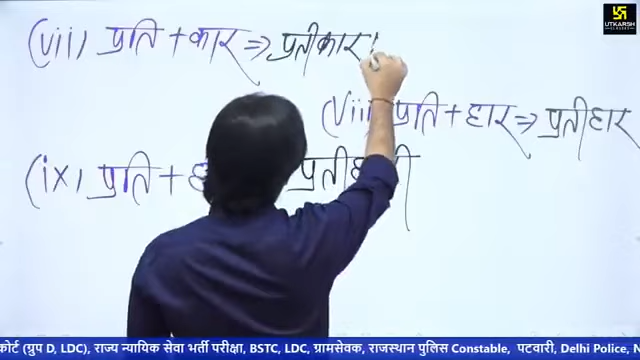 UTKARSH
(vii) प्रति + कार ⇒ प्रतीकार
(viii) प्रति + हार ⇒ प्रतीहार
(ix) प्रति +
कोर्ट (ग्रुप D, LDC), राज्य न्यायिक सेवा भर्ती परीक्षा, BSTC, LDC, ग्रामसेवक, राजस्थान पुलिस Constable, पटवारी, Delhi Police,